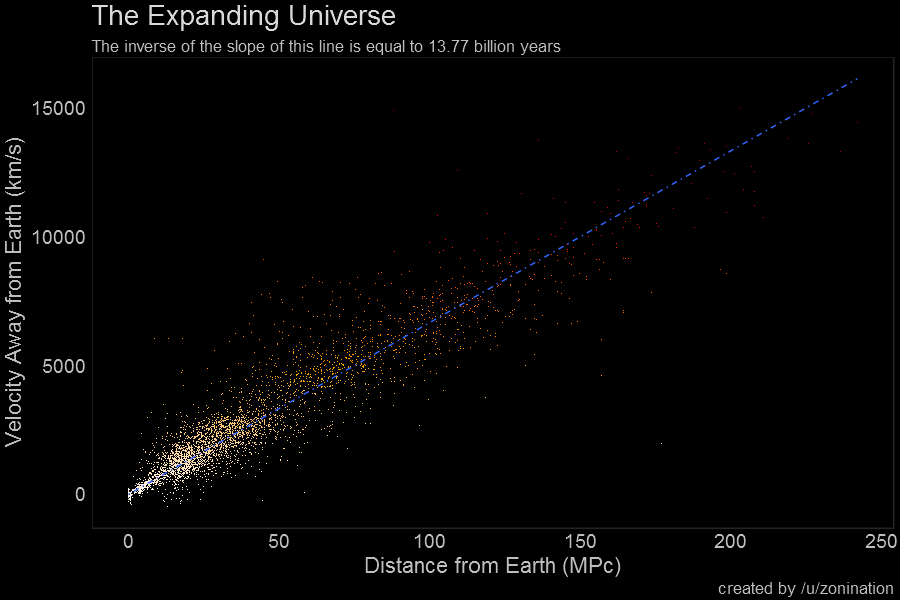 The Expanding Universe
The inverse of the slope of this line is equal to 13.77 billion years
Velocity Away from Earth (km/s)
15000
10000
5000
0
0 50 100 150 200 250
Distance from Earth (MPc)
created by /u/zonination